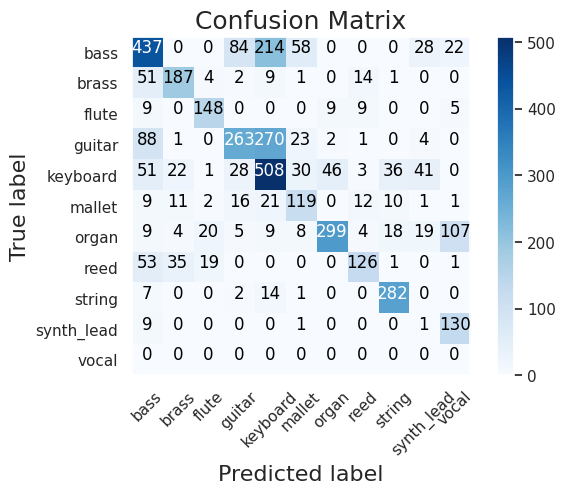 Confusion Matrix
True label
bass 437 0 0 84 214 58 0 0 0 28 22
brass 51 187 4 2 9 1 0 14 1 0 0
flute 9 0 148 0 0 0 9 9 0 0 5
guitar 88 1 0 263 270 23 2 1 0 4 0
keyboard 51 22 1 28 508 30 46 3 36 41 0
mallet 9 11 2 16 21 119 0 12 10 1 1
organ 9 4 20 5 9 8 299 4 18 19 107
reed 53 35 19 0 0 0 0 126 1 0 1
string 7 0 0 2 14 1 0 0 282 0 0
synth_lead 9 0 0 0 0 1 0 0 0 1 130
vocal 0 0 0 0 0 0 0 0 0 0 0
bass brass flute guitar keyboard mallet organ reed string synth_lead vocal
Predicted label
500
400
300
200
100
0